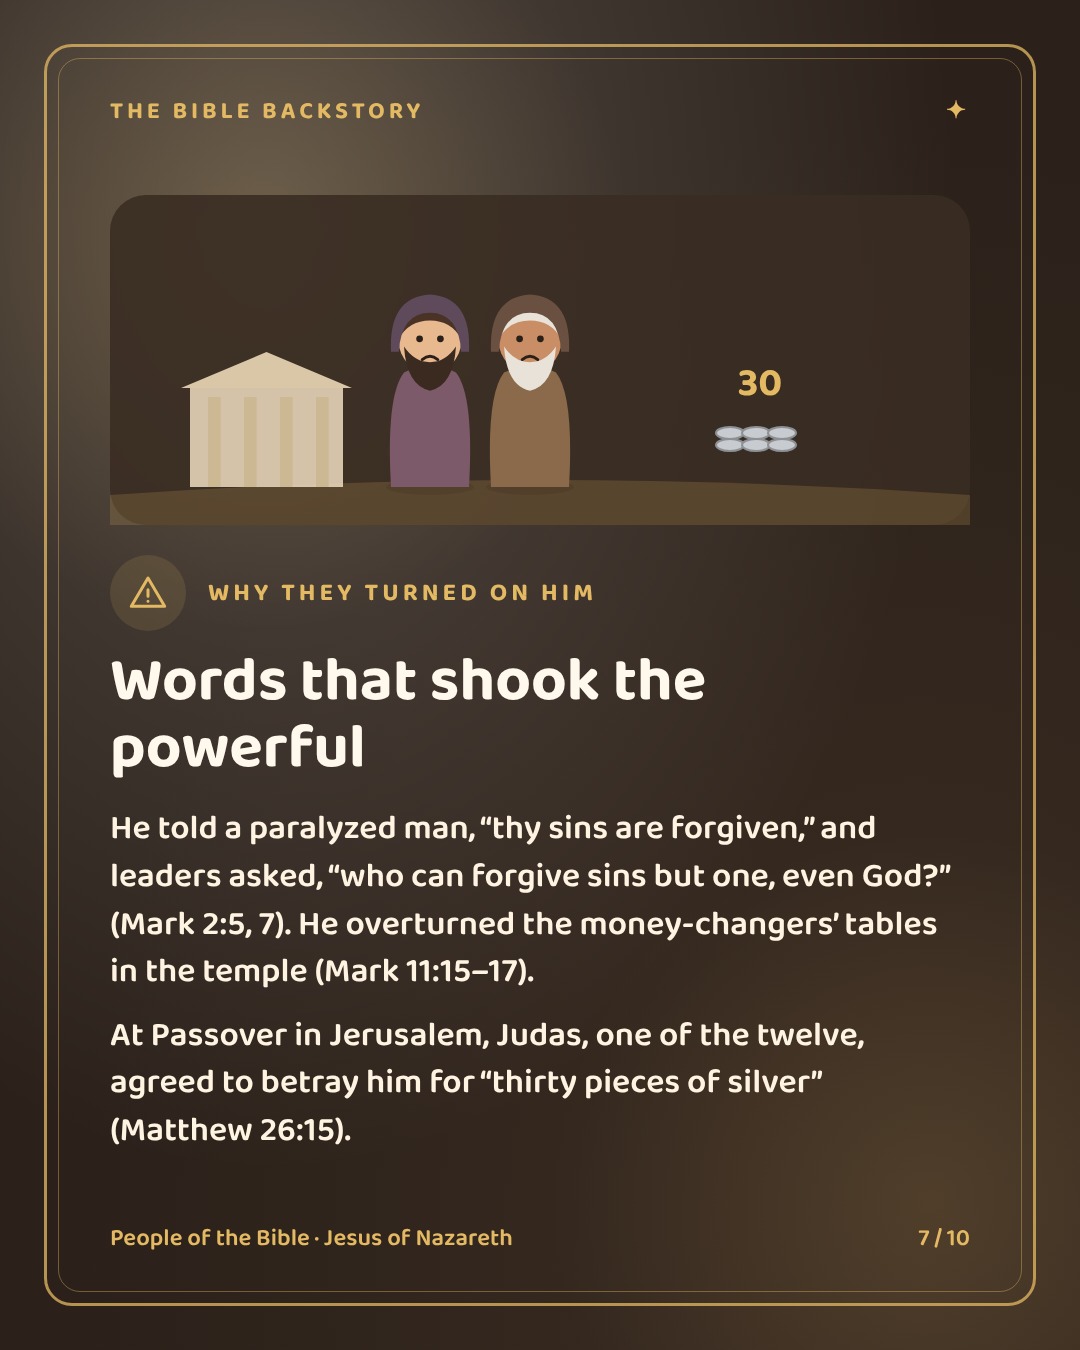 THE BIBLE BACKSTORY
30
WHY THEY TURNED ON HIM
Words that shook the
powerful
He told a paralyzed man, “thy sins are forgiven,” and
leaders asked, “who can forgive sins but one, even God?”
(Mark 2:5, 7). He overturned the money-changers’ tables
in the temple (Mark 11:15–17).
At Passover in Jerusalem, Judas, one of the twelve,
agreed to betray him for “thirty pieces of silver”
(Matthew 26:15).
People of the Bible · Jesus of Nazareth
7 / 10